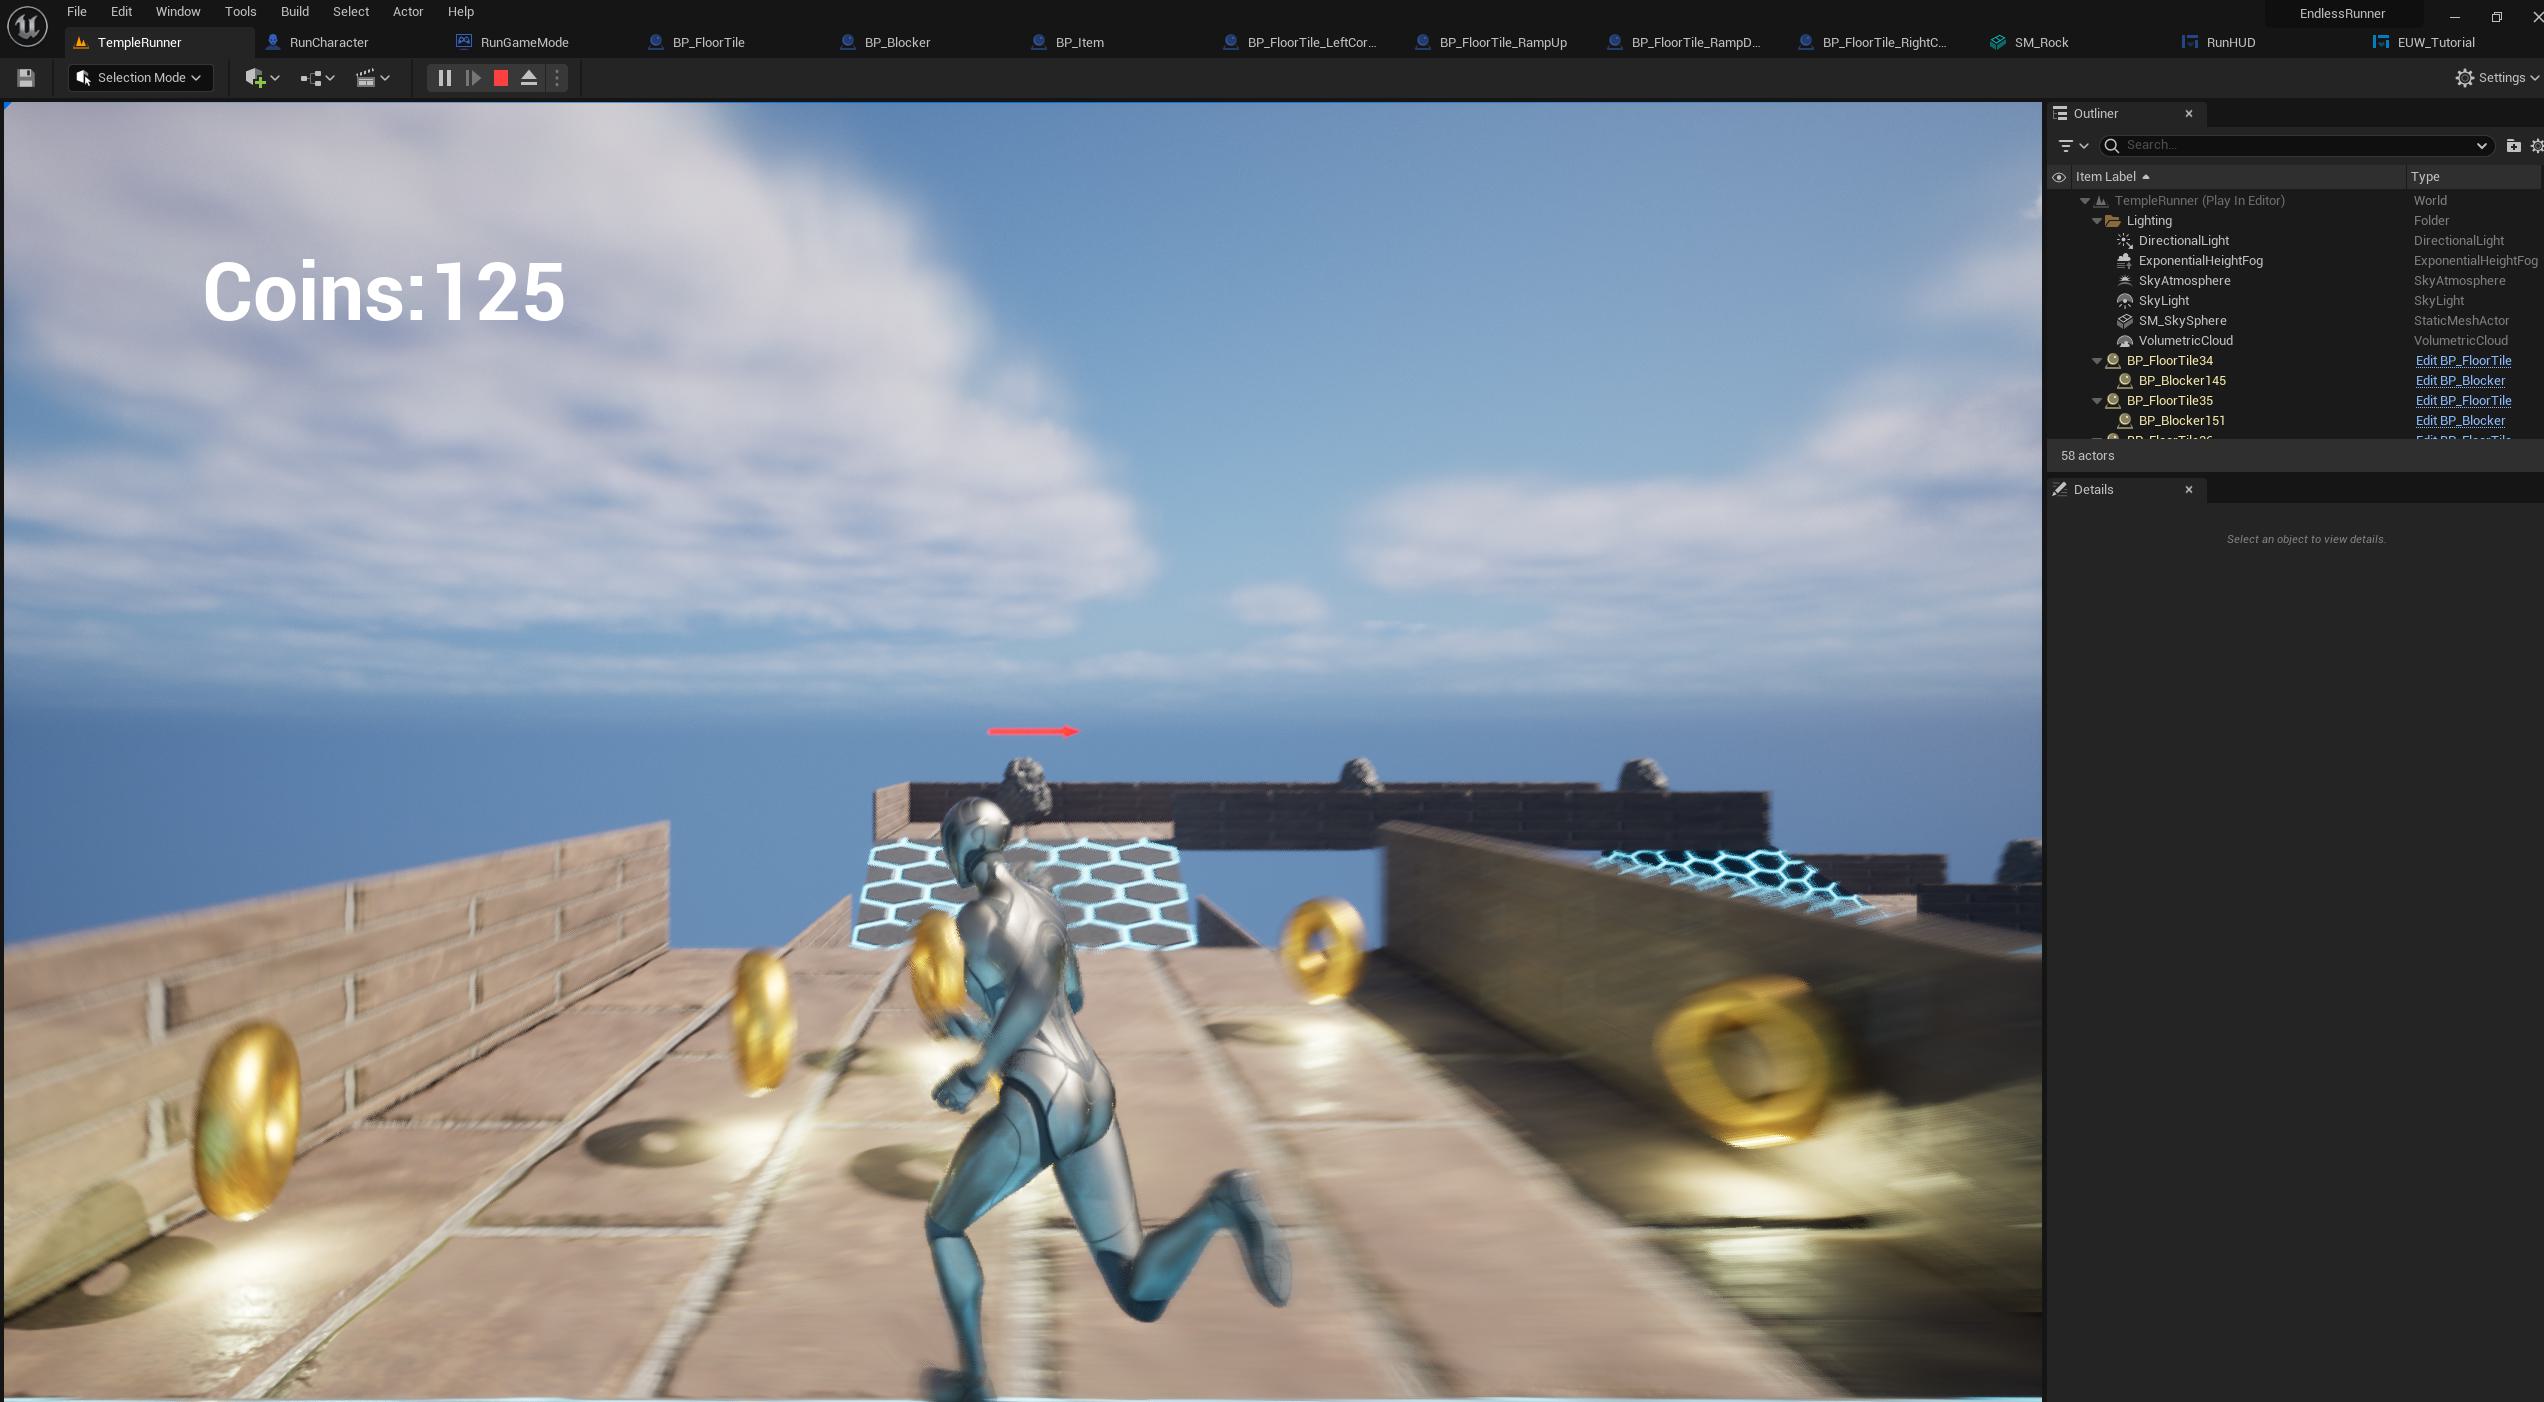 File Edit Window Tools Build Select Actor Help
EndlessRunner
TempleRunner RunCharacter RunGameMode BP_FloorTile BP_Blocker BP_Item BP_FloorTile_LeftCor... BP_FloorTile_RampUp BP_FloorTile_RampD... BP_FloorTile_RightC... SM_Rock RunHUD EUW_Tutorial
Selection Mode
Settings
Coins:125
Outliner
Search...
Item Label Type
TempleRunner (Play In Editor) World
Lighting Folder
DirectionalLight DirectionalLight
ExponentialHeightFog ExponentialHeightFog
SkyAtmosphere SkyAtmosphere
SkyLight SkyLight
SM_SkySphere StaticMeshActor
VolumetricCloud VolumetricCloud
BP_FloorTile34 Edit BP_FloorTile
BP_Blocker145 Edit BP_Blocker
BP_FloorTile35 Edit BP_FloorTile
BP_Blocker151 Edit BP_Blocker
58 actors
Details
Select an object to view details.